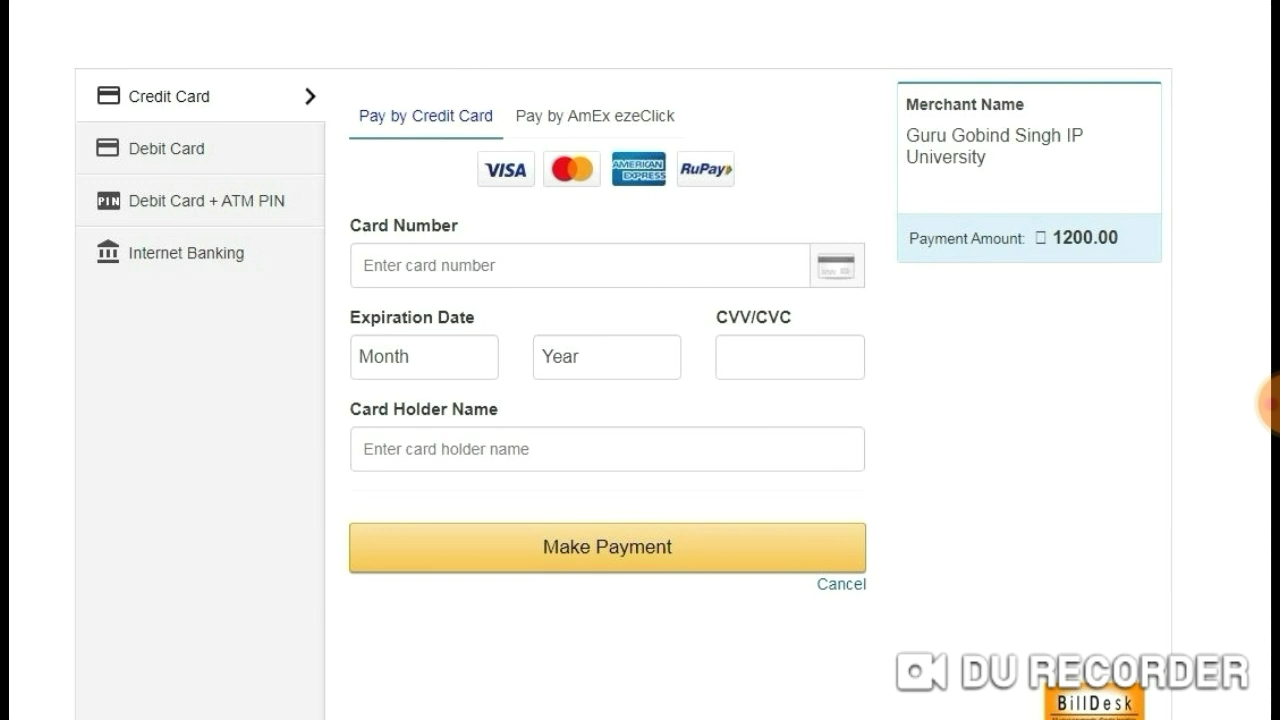 Credit Card
Debit Card
PIN Debit Card + ATM PIN
Internet Banking
Pay by Credit Card Pay by AmEx ezeClick
VISA AMERICAN EXPRESS RuPay
Card Number
Enter card number
Expiration Date CVV/CVC
Month Year
Card Holder Name
Enter card holder name
Make Payment
Cancel
Merchant Name
Guru Gobind Singh IP
University
Payment Amount: 1200.00
DU RECORDER
BillDesk